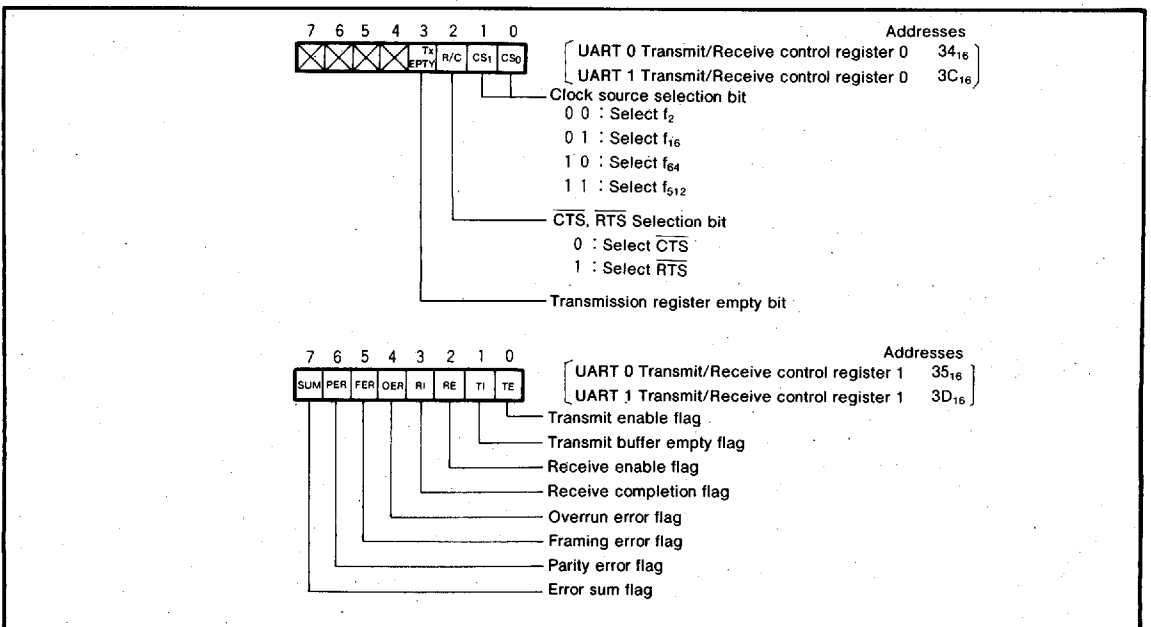 7 6 5 4 3 2 1 0
Addresses
Tx EPTY R/C CS₁ CS₀
UART 0 Transmit/Receive control register 0 34₁₆
UART 1 Transmit/Receive control register 0 3C₁₆
Clock source selection bit
0 0 : Select f₂
0 1 : Select f₁₆
1 0 : Select f₆₄
1 1 : Select f₅₁₂
C̅T̅S̅, R̅T̅S̅ Selection bit
0 : Select C̅T̅S̅
1 : Select R̅T̅S̅
Transmission register empty bit
7 6 5 4 3 2 1 0
Addresses
SUM PER FER OER RI RE TI TE
UART 0 Transmit/Receive control register 1 35₁₆
UART 1 Transmit/Receive control register 1 3D₁₆
Transmit enable flag
Transmit buffer empty flag
Receive enable flag
Receive completion flag
Overrun error flag
Framing error flag
Parity error flag
Error sum flag